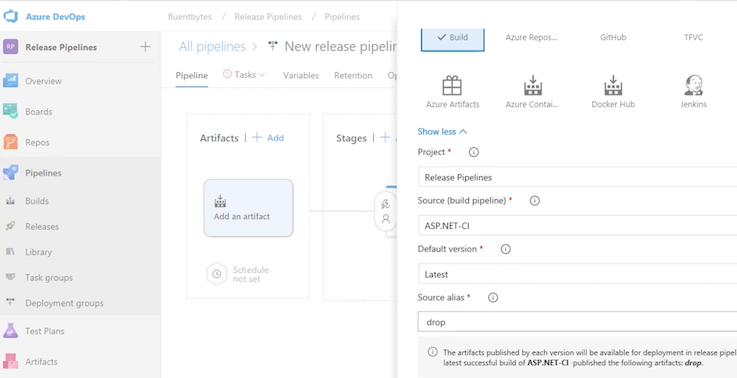 Azure DevOps
fluentbytes / Release Pipelines / Pipelines
RP Release Pipelines
Overview
Boards
Repos
Pipelines
Builds
Releases
Library
Task groups
Deployment groups
Test Plans
Artifacts
All pipelines > New release pipelin
Pipeline Tasks Variables Retention Op
Artifacts | + Add
Stages | +
Add an artifact
Schedule
not set
Build Azure Repos... GitHub TFVC
Azure Artifacts Azure Contai... Docker Hub Jenkins
Show less
Project *
Release Pipelines
Source (build pipeline) *
ASP.NET-CI
Default version *
Latest
Source alias *
drop
The artifacts published by each version will be available for deployment in release pipel
latest successful build of ASP.NET-CI published the following artifacts: drop.